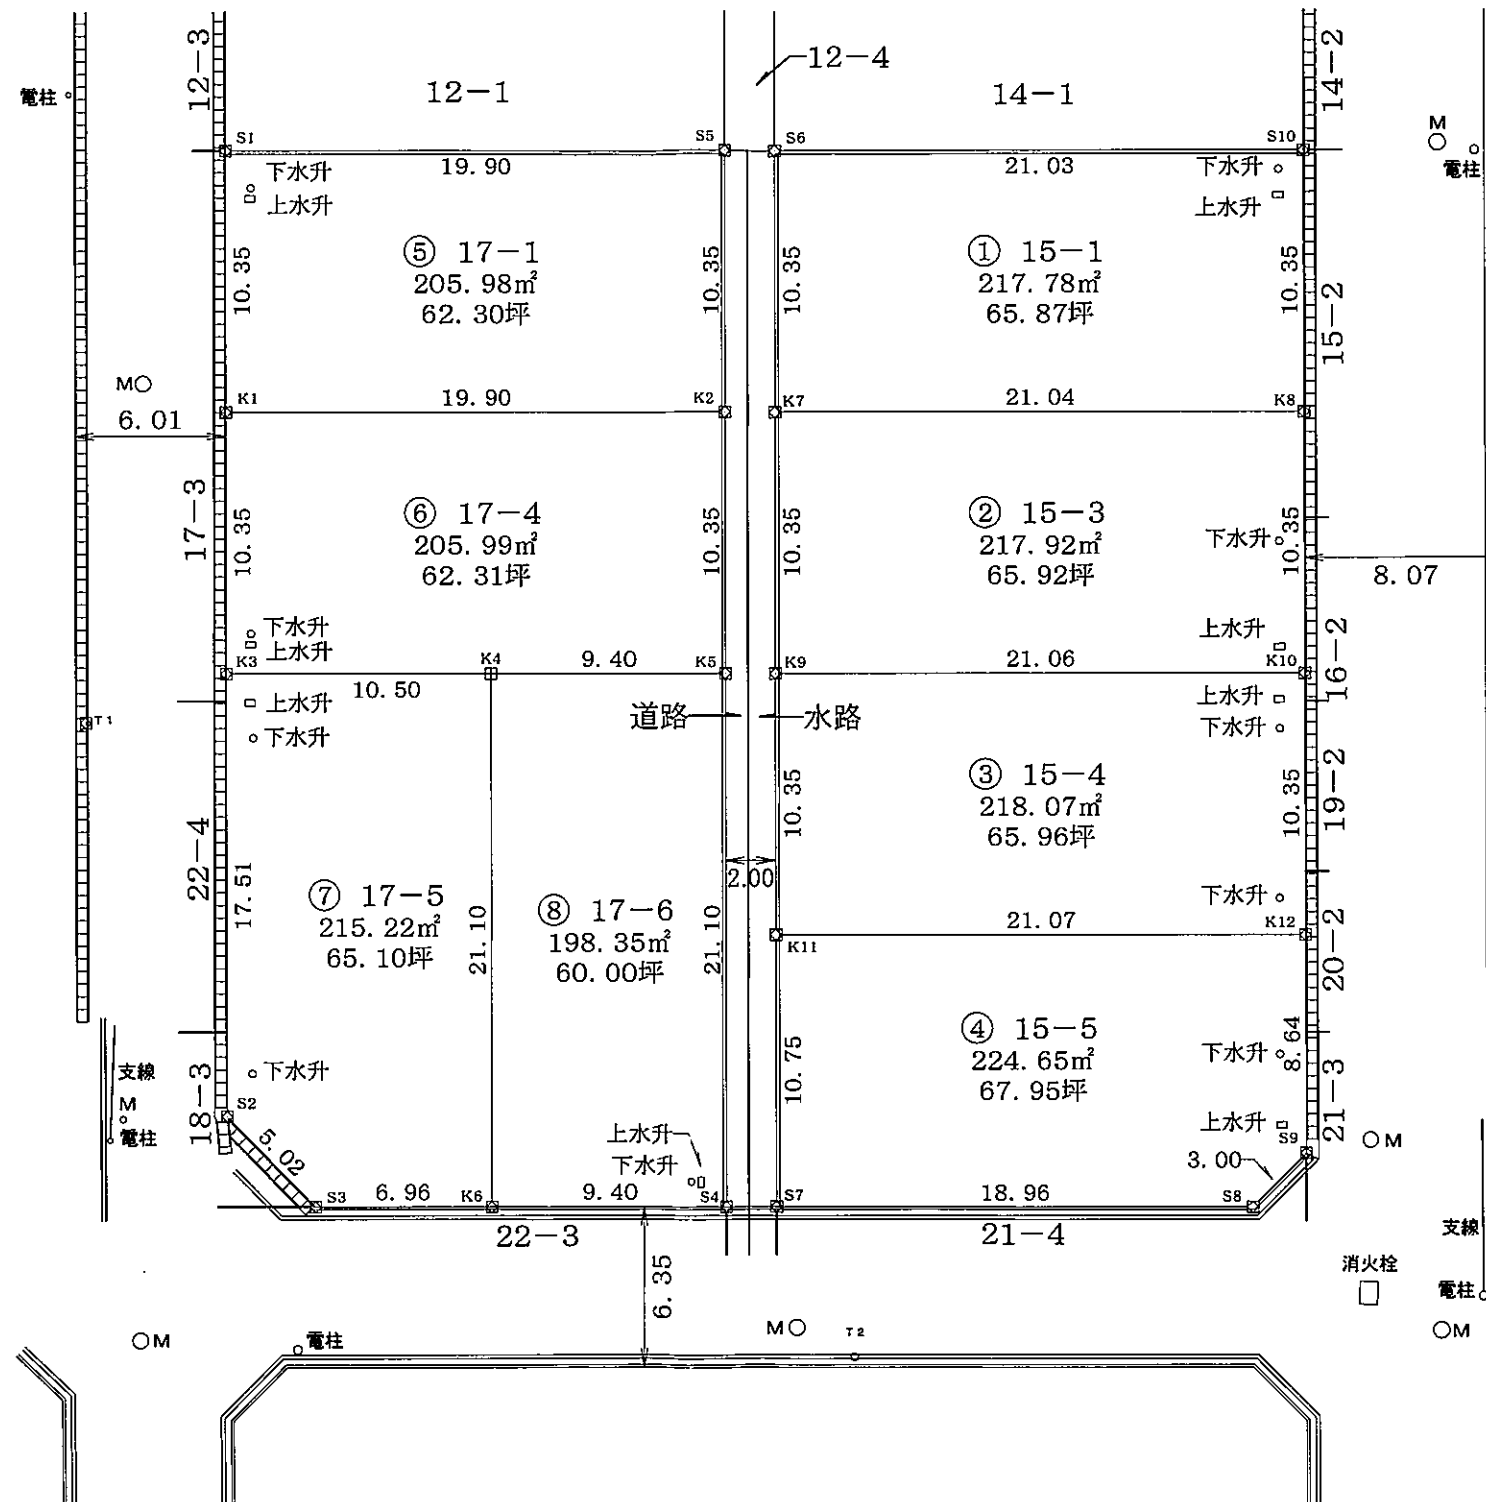 12-3
12-4
14-2
電柱
12-1
14-1
M
電柱
S1
S5
S6
S10
19.90
21.03
下水升
上水升
下水升
上水升
⑤ 17-1
205.98㎡
62.30坪
10.35
10.35
① 15-1
217.78㎡
65.87坪
10.35
10.35
15-2
M
6.01
K1
19.90
K2
K7
21.04
K8
17-3
⑥ 17-4
205.99㎡
62.31坪
10.35
10.35
② 15-3
217.92㎡
65.92坪
10.35
10.35
下水升
8.07
下水升
上水升
上水升
16-2
K3
10.50
K4
9.40
K5
K9
21.06
K10
上水升
下水升
道路
水路
上水升
下水升
T1
③ 15-4
218.07㎡
65.96坪
10.35
10.35
19-2
22-4
17.51
⑦ 17-5
215.22㎡
65.10坪
21.10
⑧ 17-6
198.35㎡
60.00坪
21.10
2.00
下水升
K11
21.07
K12
20-2
④ 15-5
224.65㎡
67.95坪
10.75
8.64
下水升
21-3
支線
M
電柱
18-3
下水升
S2
5.02
上水升
下水升
上水升
S9
M
3.00
S3
6.96
K6
9.40
S4
S7
18.96
S8
22-3
21-4
6.35
支線
消火栓
電柱
M
電柱
M
T2
M